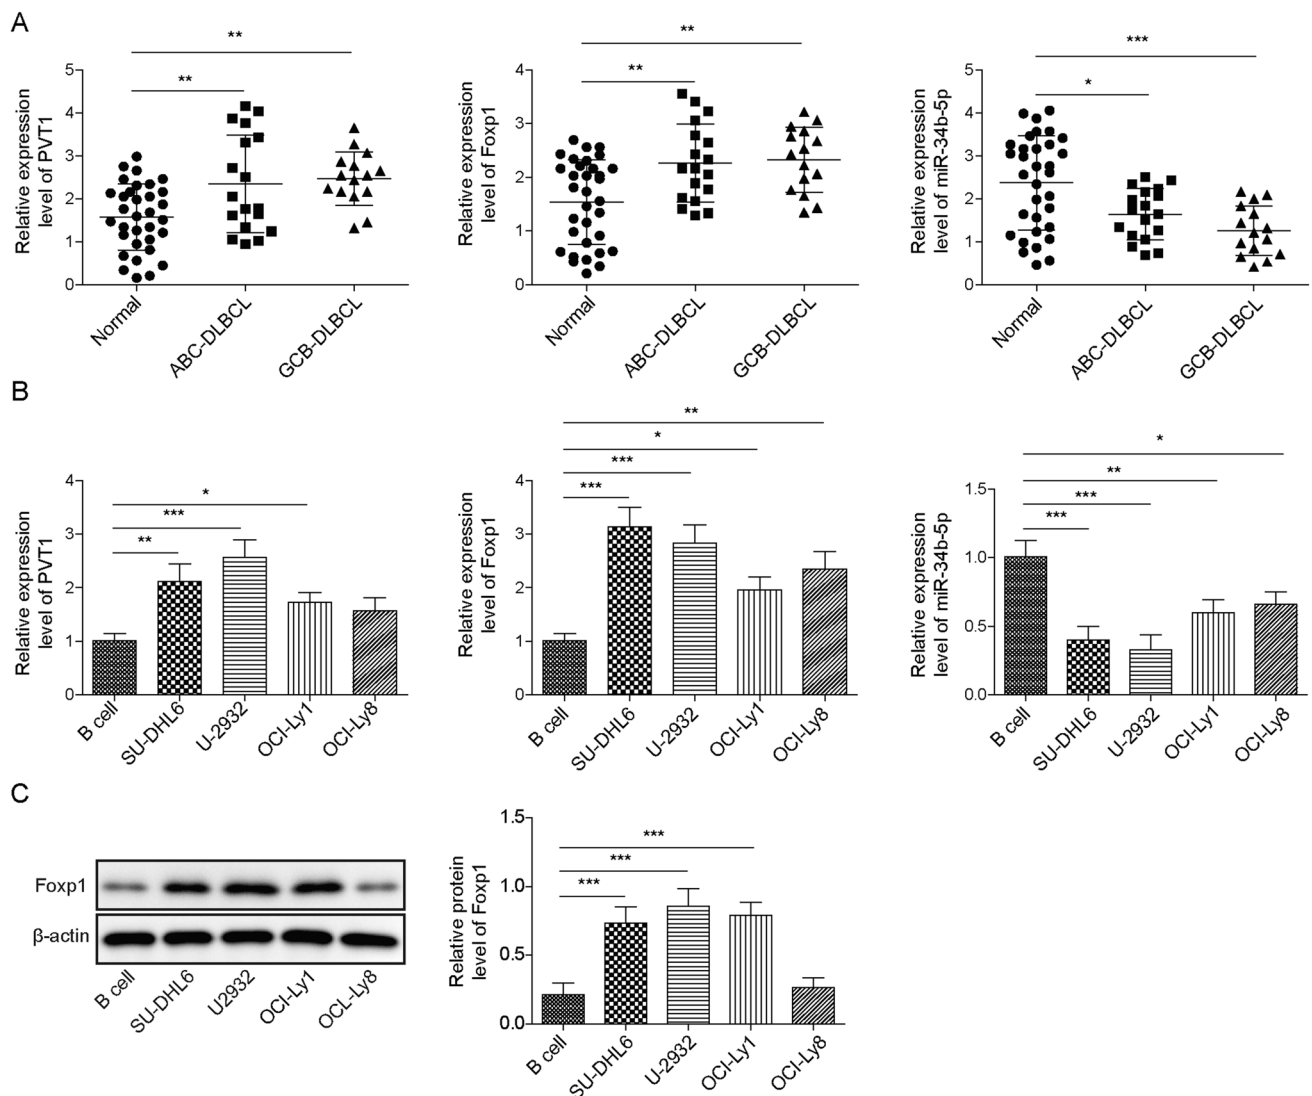 A
Relative expression
level of PVT1
5
4
3
2
1
0
**
**
Normal
ABC-DLBCL
GCB-DLBCL
Relative expression
level of Foxp1
4
3
2
1
0
**
**
Normal
ABC-DLBCL
GCB-DLBCL
Relative expression
level of miR-34b-5p
5
4
3
2
1
0
***
*
Normal
ABC-DLBCL
GCB-DLBCL
B
Relative expression
level of PVT1
4
3
2
1
0
*
***
**
B cell
SU-DHL6
U-2932
OCI-Ly1
OCI-Ly8
Relative expression
level of Foxp1
4
3
2
1
0
**
*
***
***
B cell
SU-DHL6
U-2932
OCI-Ly1
OCI-Ly8
Relative expression
level of miR-34b-5p
1.5
1.0
0.5
0.0
*
**
***
***
B cell
SU-DHL6
U-2932
OCI-Ly1
OCI-Ly8
C
Foxp1
β-actin
B cell
SU-DHL6
U2932
OCI-Ly1
OCL-Ly8
Relative protein
level of Foxp1
1.5
1.0
0.5
0.0
***
***
***
B cell
SU-DHL6
U-2932
OCI-Ly1
OCI-Ly8